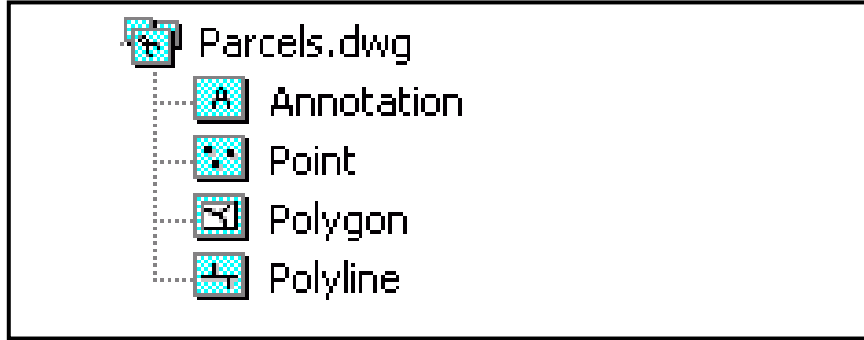 Parcels.dwg
A Annotation
Point
Polygon
Polyline